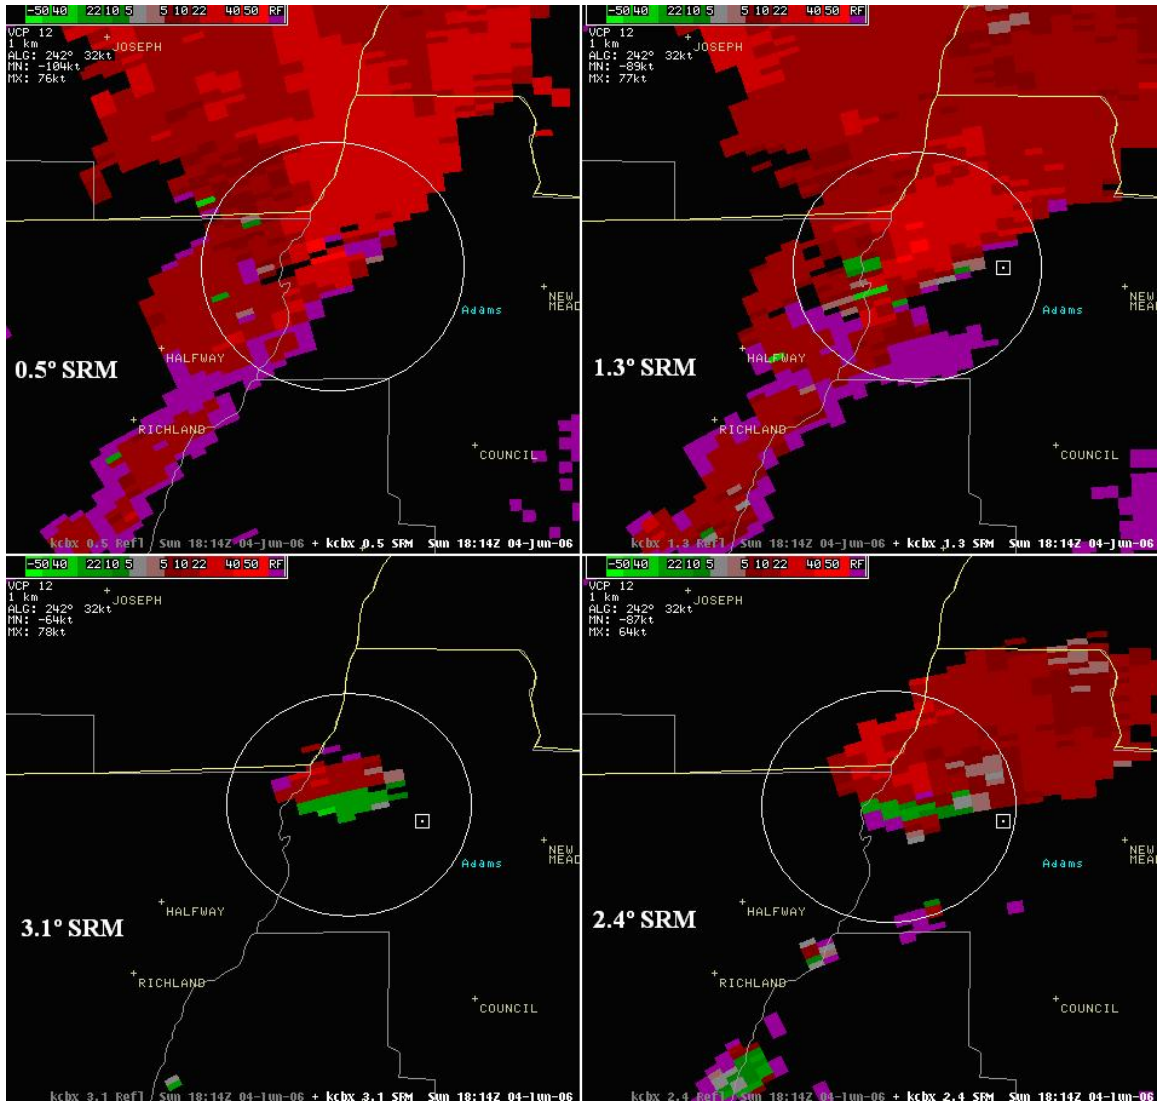 -50 40 22 10 5 5 10 22 40 50 RF
VCP 12
1 km
ALG: 242° 32kt
MN: -104kt
MX: 76kt
JOSEPH
Adams
NEW
MEAD
HALFWAY
0.5º SRM
RICHLAND
COUNCIL
kcbx 0.5 Refl Sun 18:14Z 04-Jun-06 + kcbx 0.5 SRM Sun 18:14Z 04-Jun-06
-50 40 22 10 5 5 10 22 40 50 RF
VCP 12
1 km
ALG: 242° 32kt
MN: -89kt
MX: 77kt
JOSEPH
Adams
NEW
MEA
HALFWAY
1.3º SRM
RICHLAND
COUNCIL
kcbx 1.3 Refl Sun 18:14Z 04-Jun-06 + kcbx 1.3 SRM Sun 18:14Z 04-Jun-06
-50 40 22 10 5 5 10 22 40 50 RF
VCP 12
1 km
ALG: 242° 32kt
MN: -64kt
MX: 78kt
JOSEPH
NEW
MEAD
Adams
HALFWAY
3.1º SRM
RICHLAND
COUNCIL
kcbx 3.1 Refl Sun 18:14Z 04-Jun-06 + kcbx 3.1 SRM Sun 18:14Z 04-Jun-06
-50 40 22 10 5 5 10 22 40 50 RF
VCP 12
1 km
ALG: 242° 32kt
MN: -87kt
MX: 64kt
JOSEPH
NEW
MEA
Adams
HALFWAY
2.4º SRM
RICHLAND
COUNCIL
kcbx 2.4 Refl Sun 18:14Z 04-Jun-06 + kcbx 2.4 SRM Sun 18:14Z 04-Jun-06